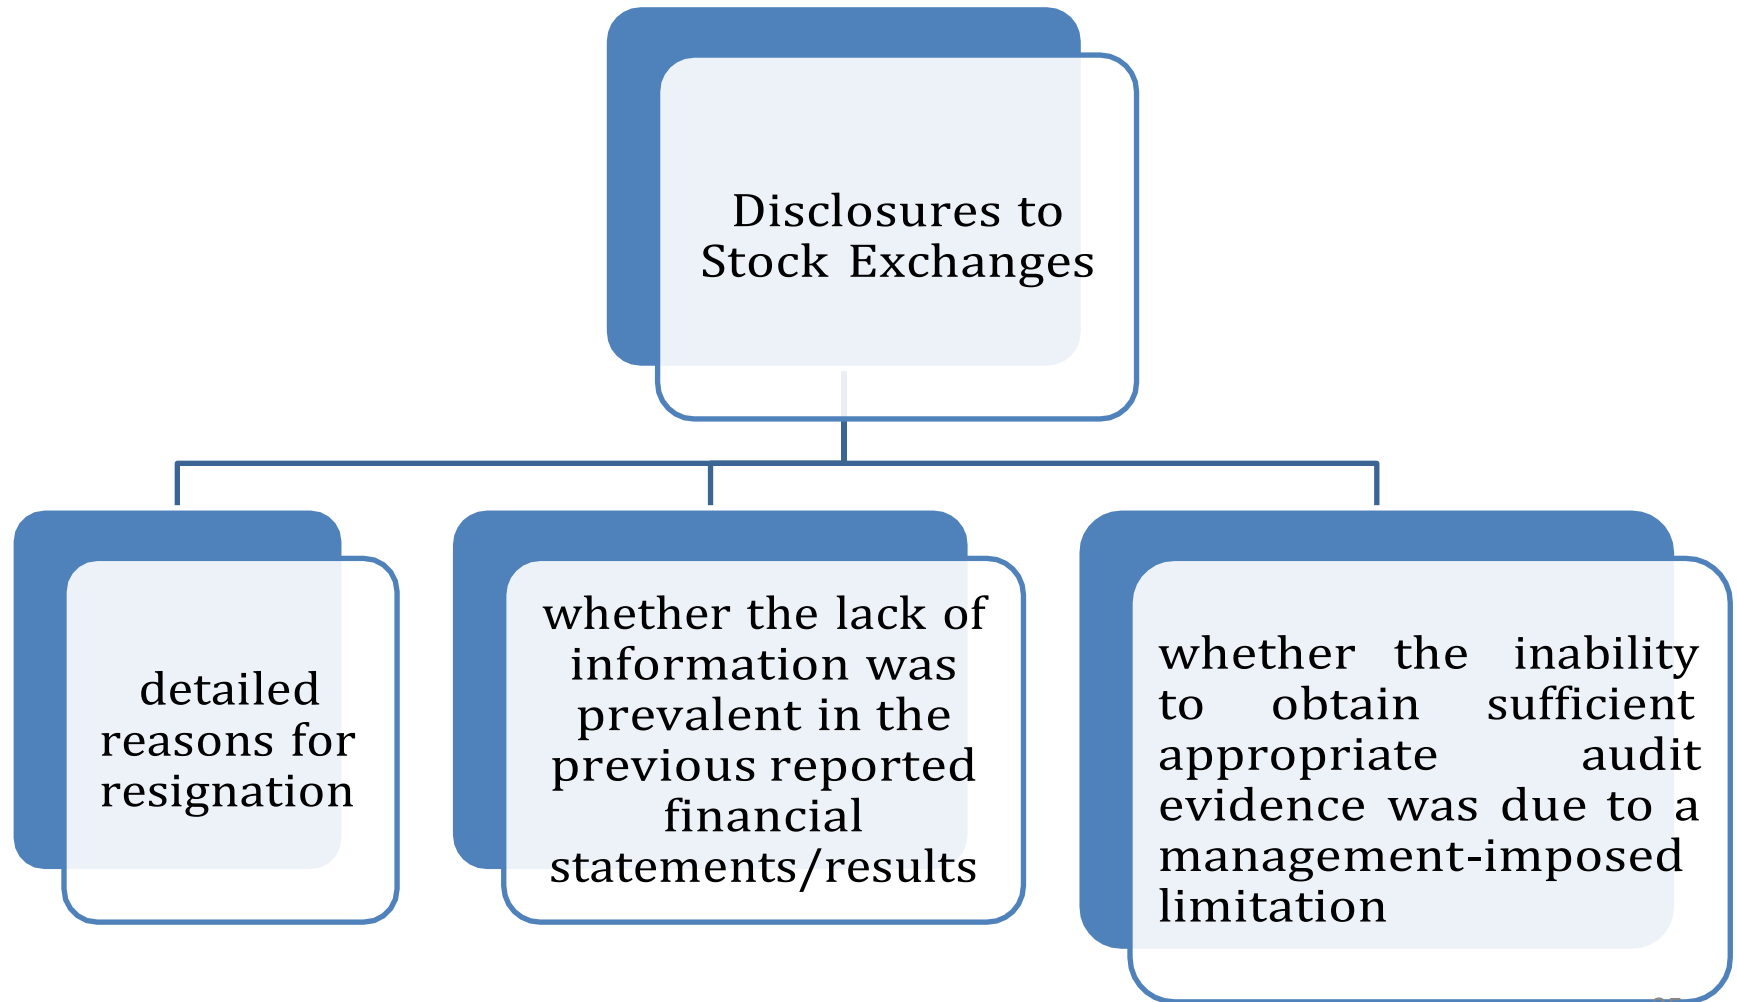 Disclosures to
Stock Exchanges
detailed
reasons for
resignation
whether the lack of
information was
prevalent in the
previous reported
financial
statements/results
whether the inability
to obtain sufficient
appropriate audit
evidence was due to a
management-imposed
limitation